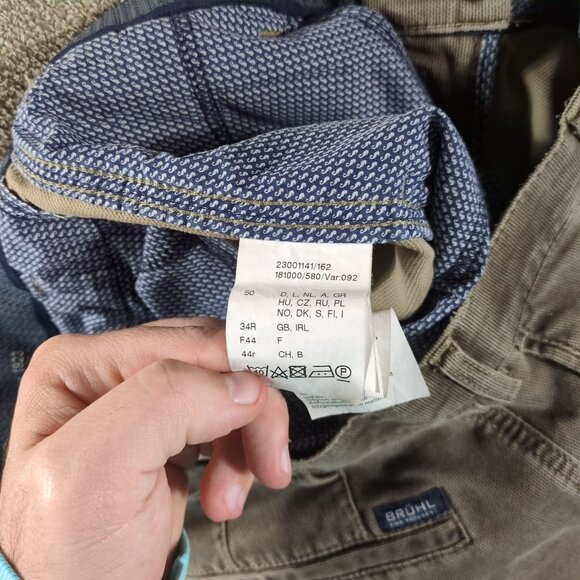 23001141/162
181000/580/Var:092
50 D, L, NL, A, GR
HU, CZ, RU, PL
NO, DK, S, FI, I
34R GB, IRL
F44 F
44r CH, B
P
BRÜHL